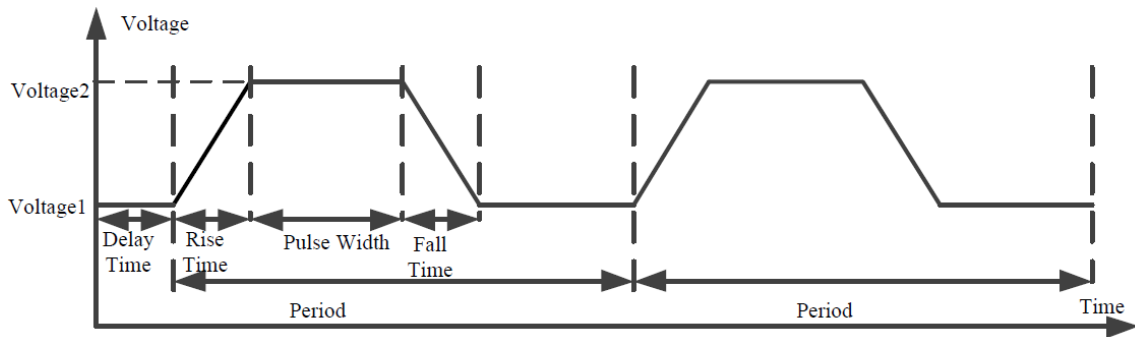 Voltage
Voltage2
Voltage1
Delay
Time
Rise
Time
Pulse Width
Fall
Time
Period
Period
Time